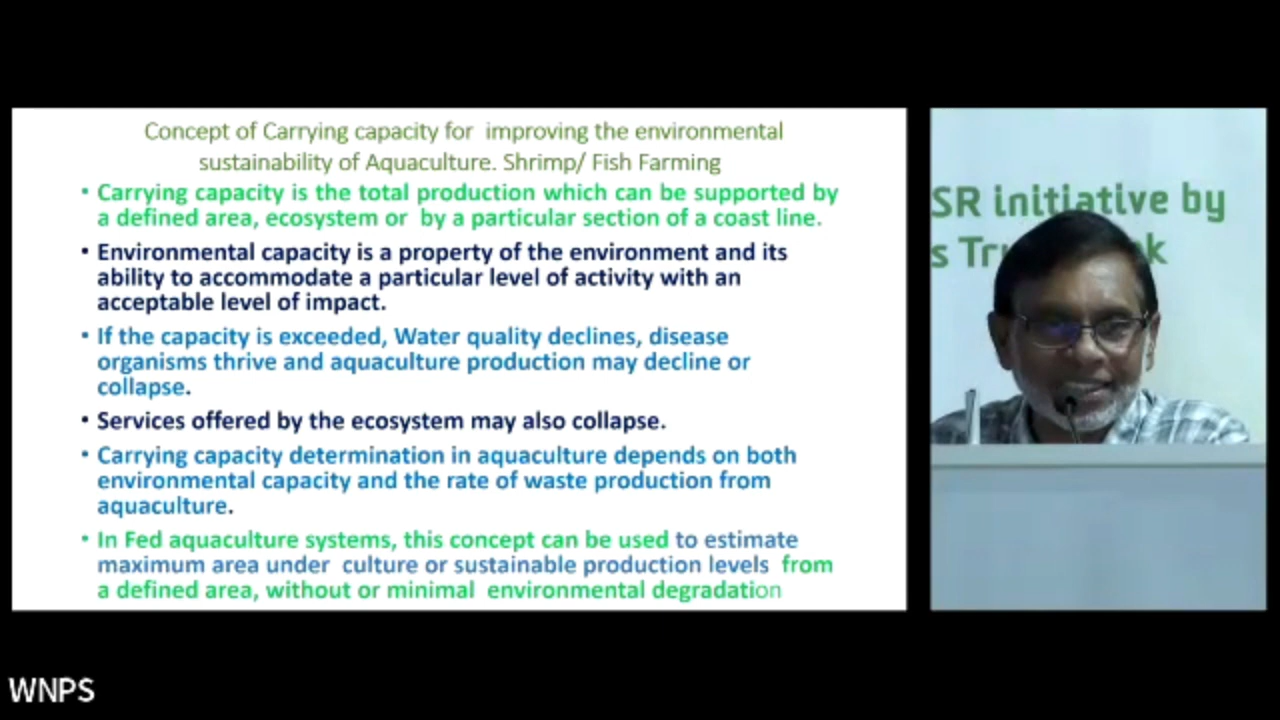 Concept of Carrying capacity for improving the environmental
sustainability of Aquaculture. Shrimp/ Fish Farming
• Carrying capacity is the total production which can be supported by
a defined area, ecosystem or by a particular section of a coast line.
• Environmental capacity is a property of the environment and its
ability to accommodate a particular level of activity with an
acceptable level of impact.
• If the capacity is exceeded, Water quality declines, disease
organisms thrive and aquaculture production may decline or
collapse.
• Services offered by the ecosystem may also collapse.
• Carrying capacity determination in aquaculture depends on both
environmental capacity and the rate of waste production from
aquaculture.
• In Fed aquaculture systems, this concept can be used to estimate
maximum area under culture or sustainable production levels from
a defined area, without or minimal environmental degradation
SR initiative by
s Tr k
WNPS